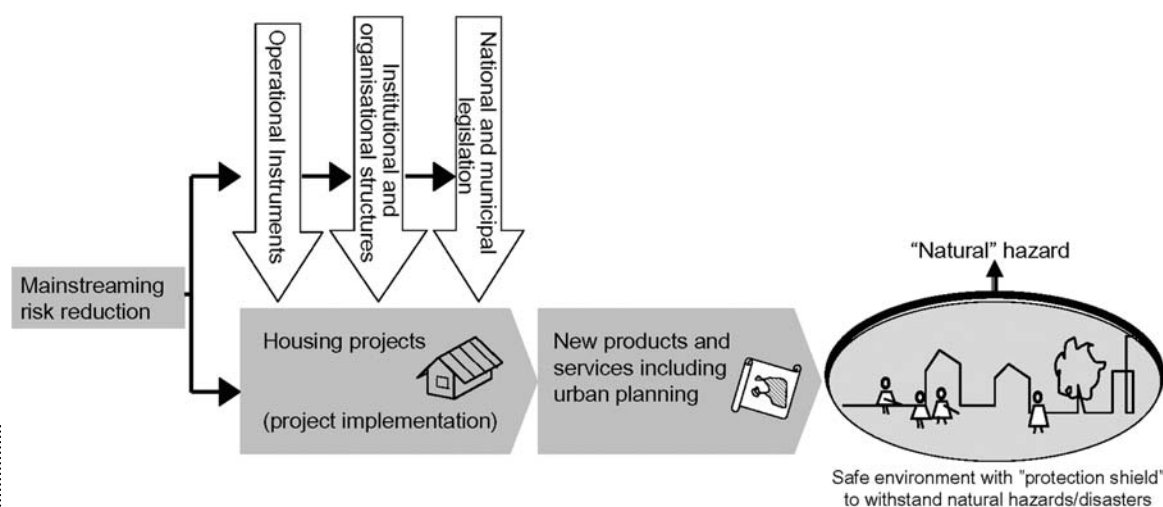 Operational Instruments
Institutional and
organisational structures
National and municipal
legislation
Mainstreaming
risk reduction
Housing projects
(project implementation)
New products and
services including
urban planning
“Natural” hazard
Safe environment with "protection shield"
to withstand natural hazards/disasters